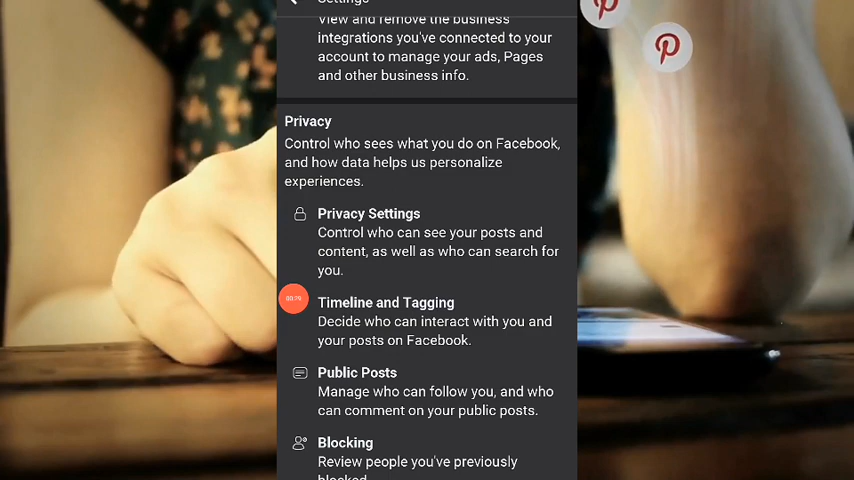 Settings
View and remove the business
integrations you've connected to your
account to manage your ads, Pages
and other business info.
Privacy
Control who sees what you do on Facebook,
and how data helps us personalize
experiences.
Privacy Settings
Control who can see your posts and
content, as well as who can search for
you.
Timeline and Tagging
Decide who can interact with you and
your posts on Facebook.
Public Posts
Manage who can follow you, and who
can comment on your public posts.
Blocking
Review people you've previously
blocked.